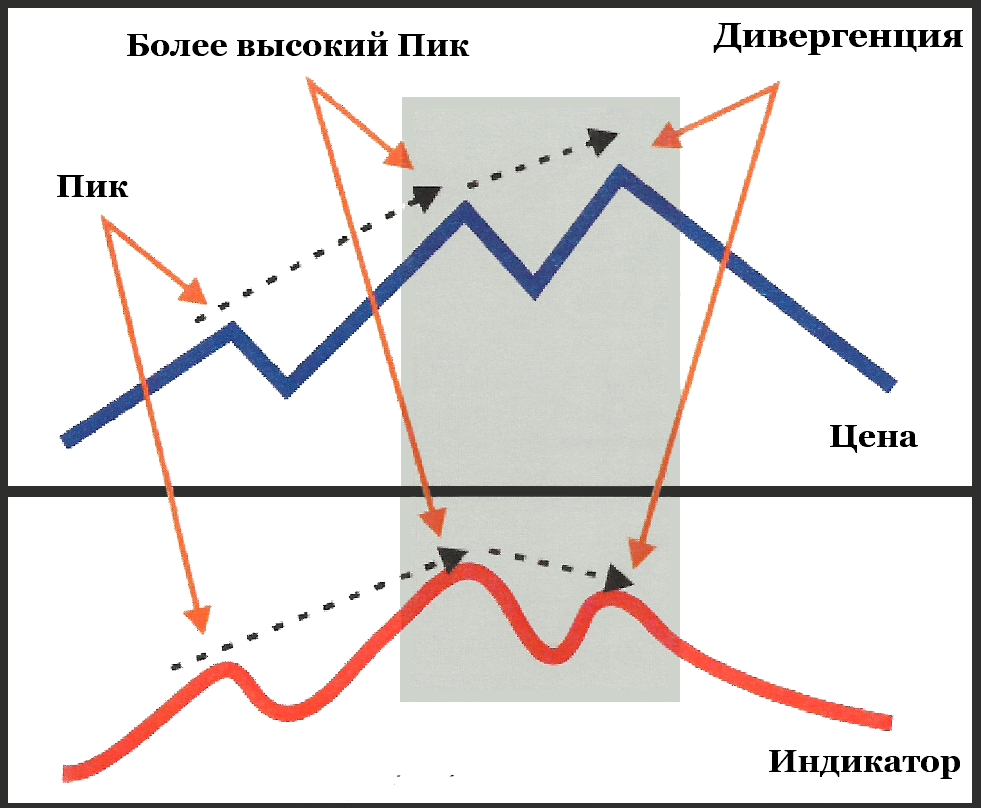 Более высокий Пик
Дивергенция
Пик
Цена
Индикатор